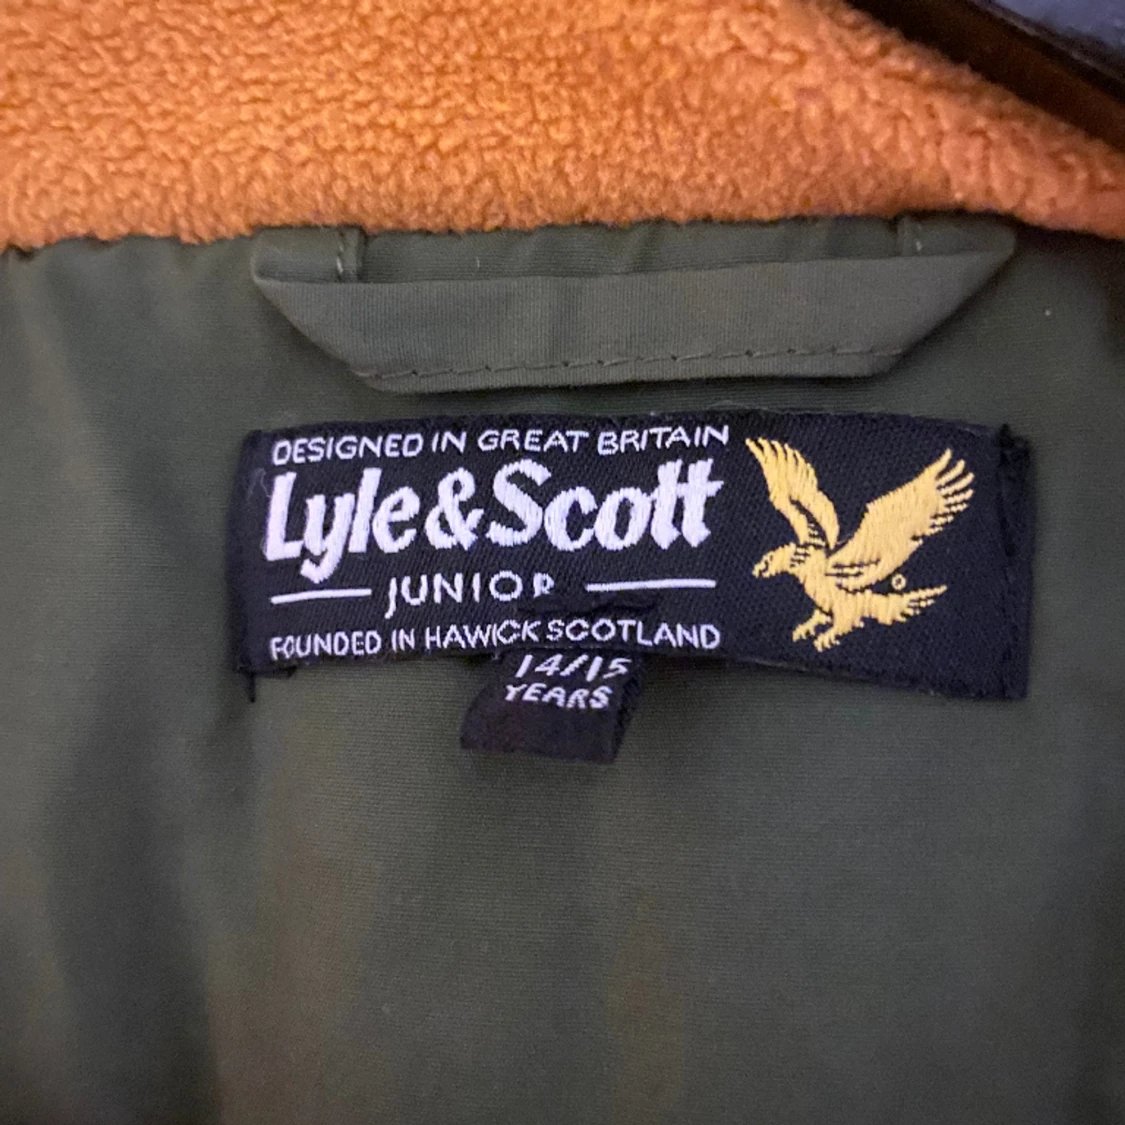 DESIGNED IN GREAT BRITAIN
Lyle&Scott
JUNIOR
FOUNDED IN HAWICK SCOTLAND
14/15
YEARS